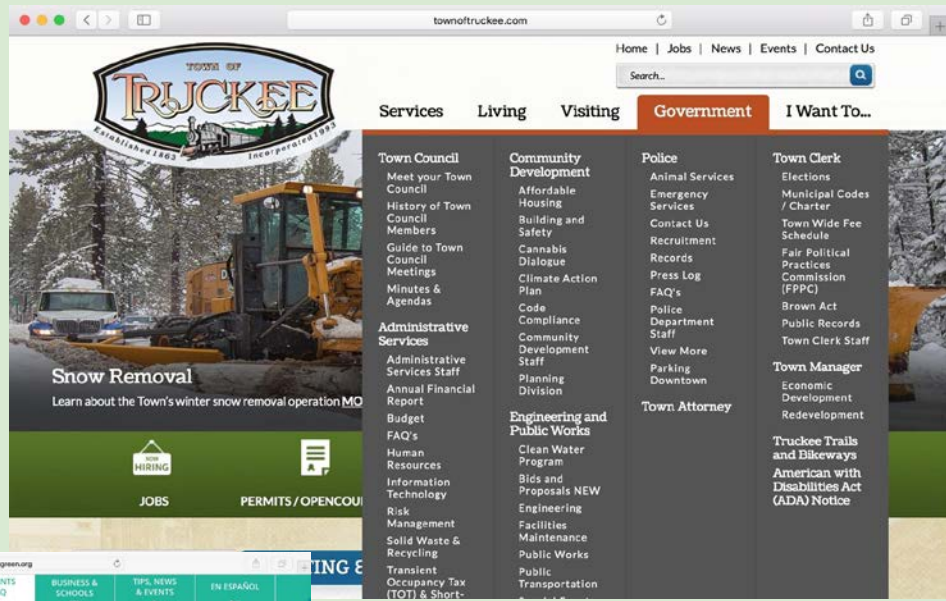 townoftruckee.com
Home | Jobs | News | Events | Contact Us
Search...
TOWN OF
TRUCKEE
Established 1863
Incorporated 1993
Services
Living
Visiting
Government
I Want To...
Town Council
Meet your Town
Council
History of Town
Council
Members
Guide to Town
Council
Meetings
Minutes &
Agendas
Administrative
Services
Administrative
Services Staff
Annual Financial
Report
Budget
FAQ's
Human
Resources
Information
Technology
Risk
Management
Solid Waste &
Recycling
Transient
Occupancy Tax
(TOT) & Short-
Community
Development
Affordable
Housing
Building and
Safety
Cannabis
Dialogue
Climate Action
Plan
Code
Compliance
Community
Development
Staff
Planning
Division
Engineering and
Public Works
Clean Water
Program
Bids and
Proposals NEW
Engineering
Facilities
Maintenance
Public Works
Public
Transportation
Police
Animal Services
Emergency
Services
Contact Us
Recruitment
Records
Press Log
FAQ's
Police
Department
Staff
View More
Parking
Downtown
Town Attorney
Town Clerk
Elections
Municipal Codes
/ Charter
Town Wide Fee
Schedule
Fair Political
Practices
Commission
(FPPC)
Brown Act
Public Records
Town Clerk Staff
Town Manager
Economic
Development
Redevelopment
Truckee Trails
and Bikeways
American with
Disabilities Act
(ADA) Notice
Snow Removal
Learn about the Town's winter snow removal operation MO
NOW
HIRING
JOBS
PERMITS / OPENCOU
TING &
green.org
NTS
Q
BUSINESS &
SCHOOLS
TIPS, NEWS
& EVENTS
EN ESPAÑOL